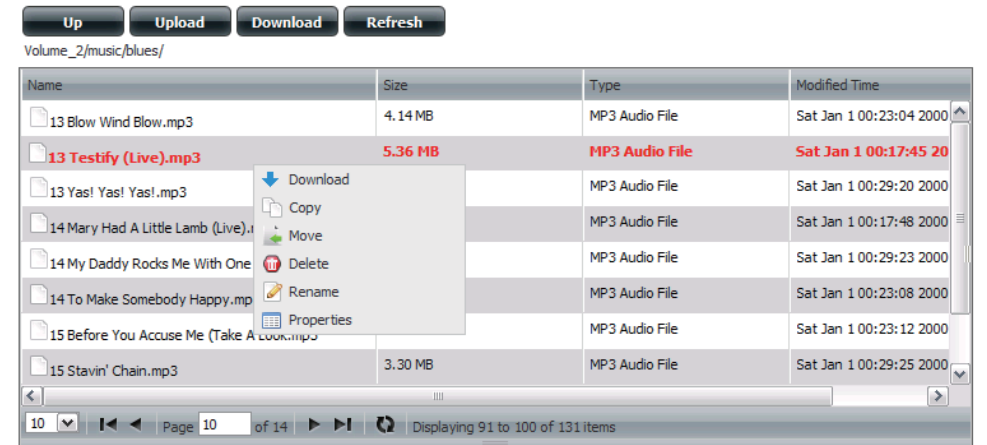 Up Upload Download Refresh
Volume_2/music/blues/
Name Size Type Modified Time
13 Blow Wind Blow.mp3 4.14 MB MP3 Audio File Sat Jan 1 00:23:04 2000
13 Testify (Live).mp3 5.36 MB MP3 Audio File Sat Jan 1 00:17:45 20
Download
13 Yas! Yas! Yas!.mp3 MP3 Audio File Sat Jan 1 00:29:20 2000
Copy
14 Mary Had A Little Lamb (Live). MP3 Audio File Sat Jan 1 00:17:48 2000
Move
14 My Daddy Rocks Me With One MP3 Audio File Sat Jan 1 00:29:23 2000
Delete
14 To Make Somebody Happy.mp MP3 Audio File Sat Jan 1 00:23:08 2000
Rename
Properties
15 Before You Accuse Me (Take A Look.mp3 MP3 Audio File Sat Jan 1 00:23:12 2000
15 Stavin' Chain.mp3 3.30 MB MP3 Audio File Sat Jan 1 00:29:25 2000
10 Page 10 of 14 Displaying 91 to 100 of 131 items